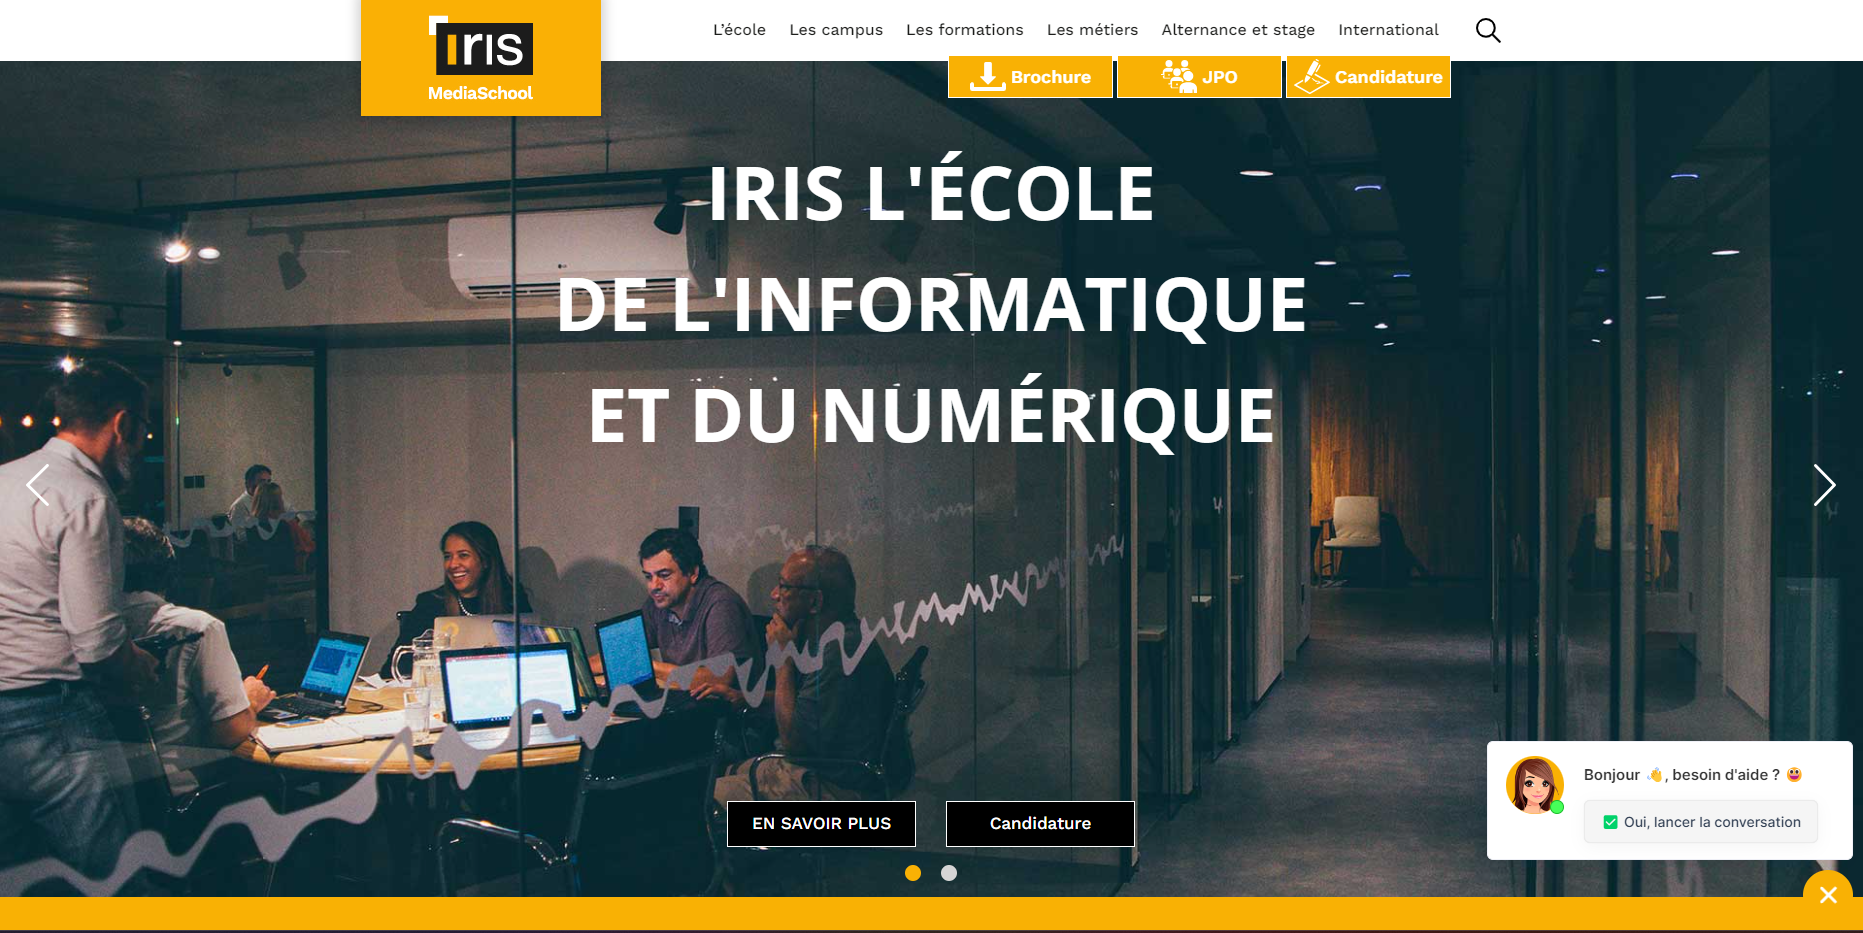 iris
MediaSchool
L'école Les campus Les formations Les métiers Alternance et stage International
Brochure JPO Candidature
IRIS L'ÉCOLE
DE L'INFORMATIQUE
ET DU NUMÉRIQUE
EN SAVOIR PLUS Candidature
Bonjour 👋, besoin d'aide ? 😃
✅ Oui, lancer la conversation